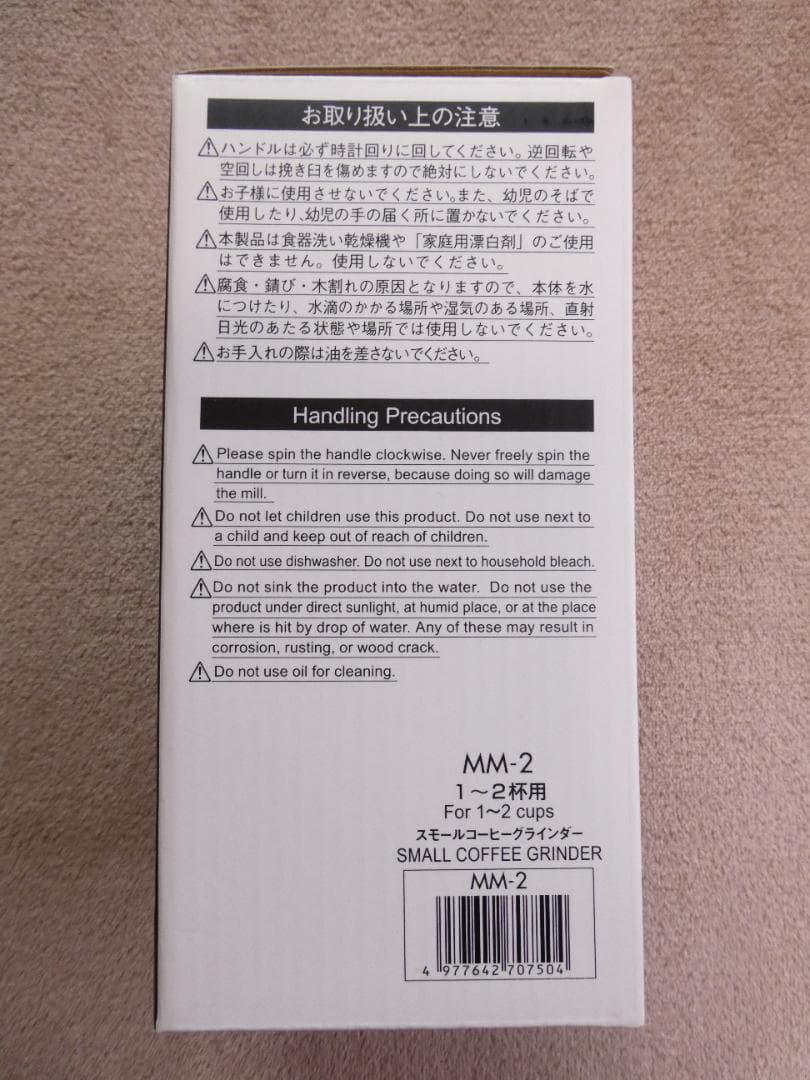 お取り扱い上の注意
⚠ハンドルは必ず時計回りに回してください。逆回転や
空回しは挽き臼を傷めますので絶対にしないでください。
⚠お子様に使用させないでください。また、幼児のそばで
使用したり、幼児の手の届く所に置かないでください。
⚠本製品は食器洗い乾燥機や「家庭用漂白剤」のご使用
はできません。使用しないでください。
⚠腐食・錆び・木割れの原因となりますので、本体を水
につけたり、水滴のかかる場所や湿気のある場所、直射
日光のあたる状態や場所では使用しないでください。
⚠お手入れの際は油を差さないでください。
Handling Precautions
⚠Please spin the handle clockwise. Never freely spin the
handle or turn it in reverse, because doing so will damage
the mill.
⚠Do not let children use this product. Do not use next to
a child and keep out of reach of children.
⚠Do not use dishwasher. Do not use next to household bleach.
⚠Do not sink the product into the water. Do not use the
product under direct sunlight, at humid place, or at the place
where is hit by drop of water. Any of these may result in
corrosion, rusting, or wood crack.
⚠Do not use oil for cleaning.
MM-2
1〜2杯用
For 1〜2 cups
スモールコーヒーグラインダー
SMALL COFFEE GRINDER
MM-2
4 977642 707504